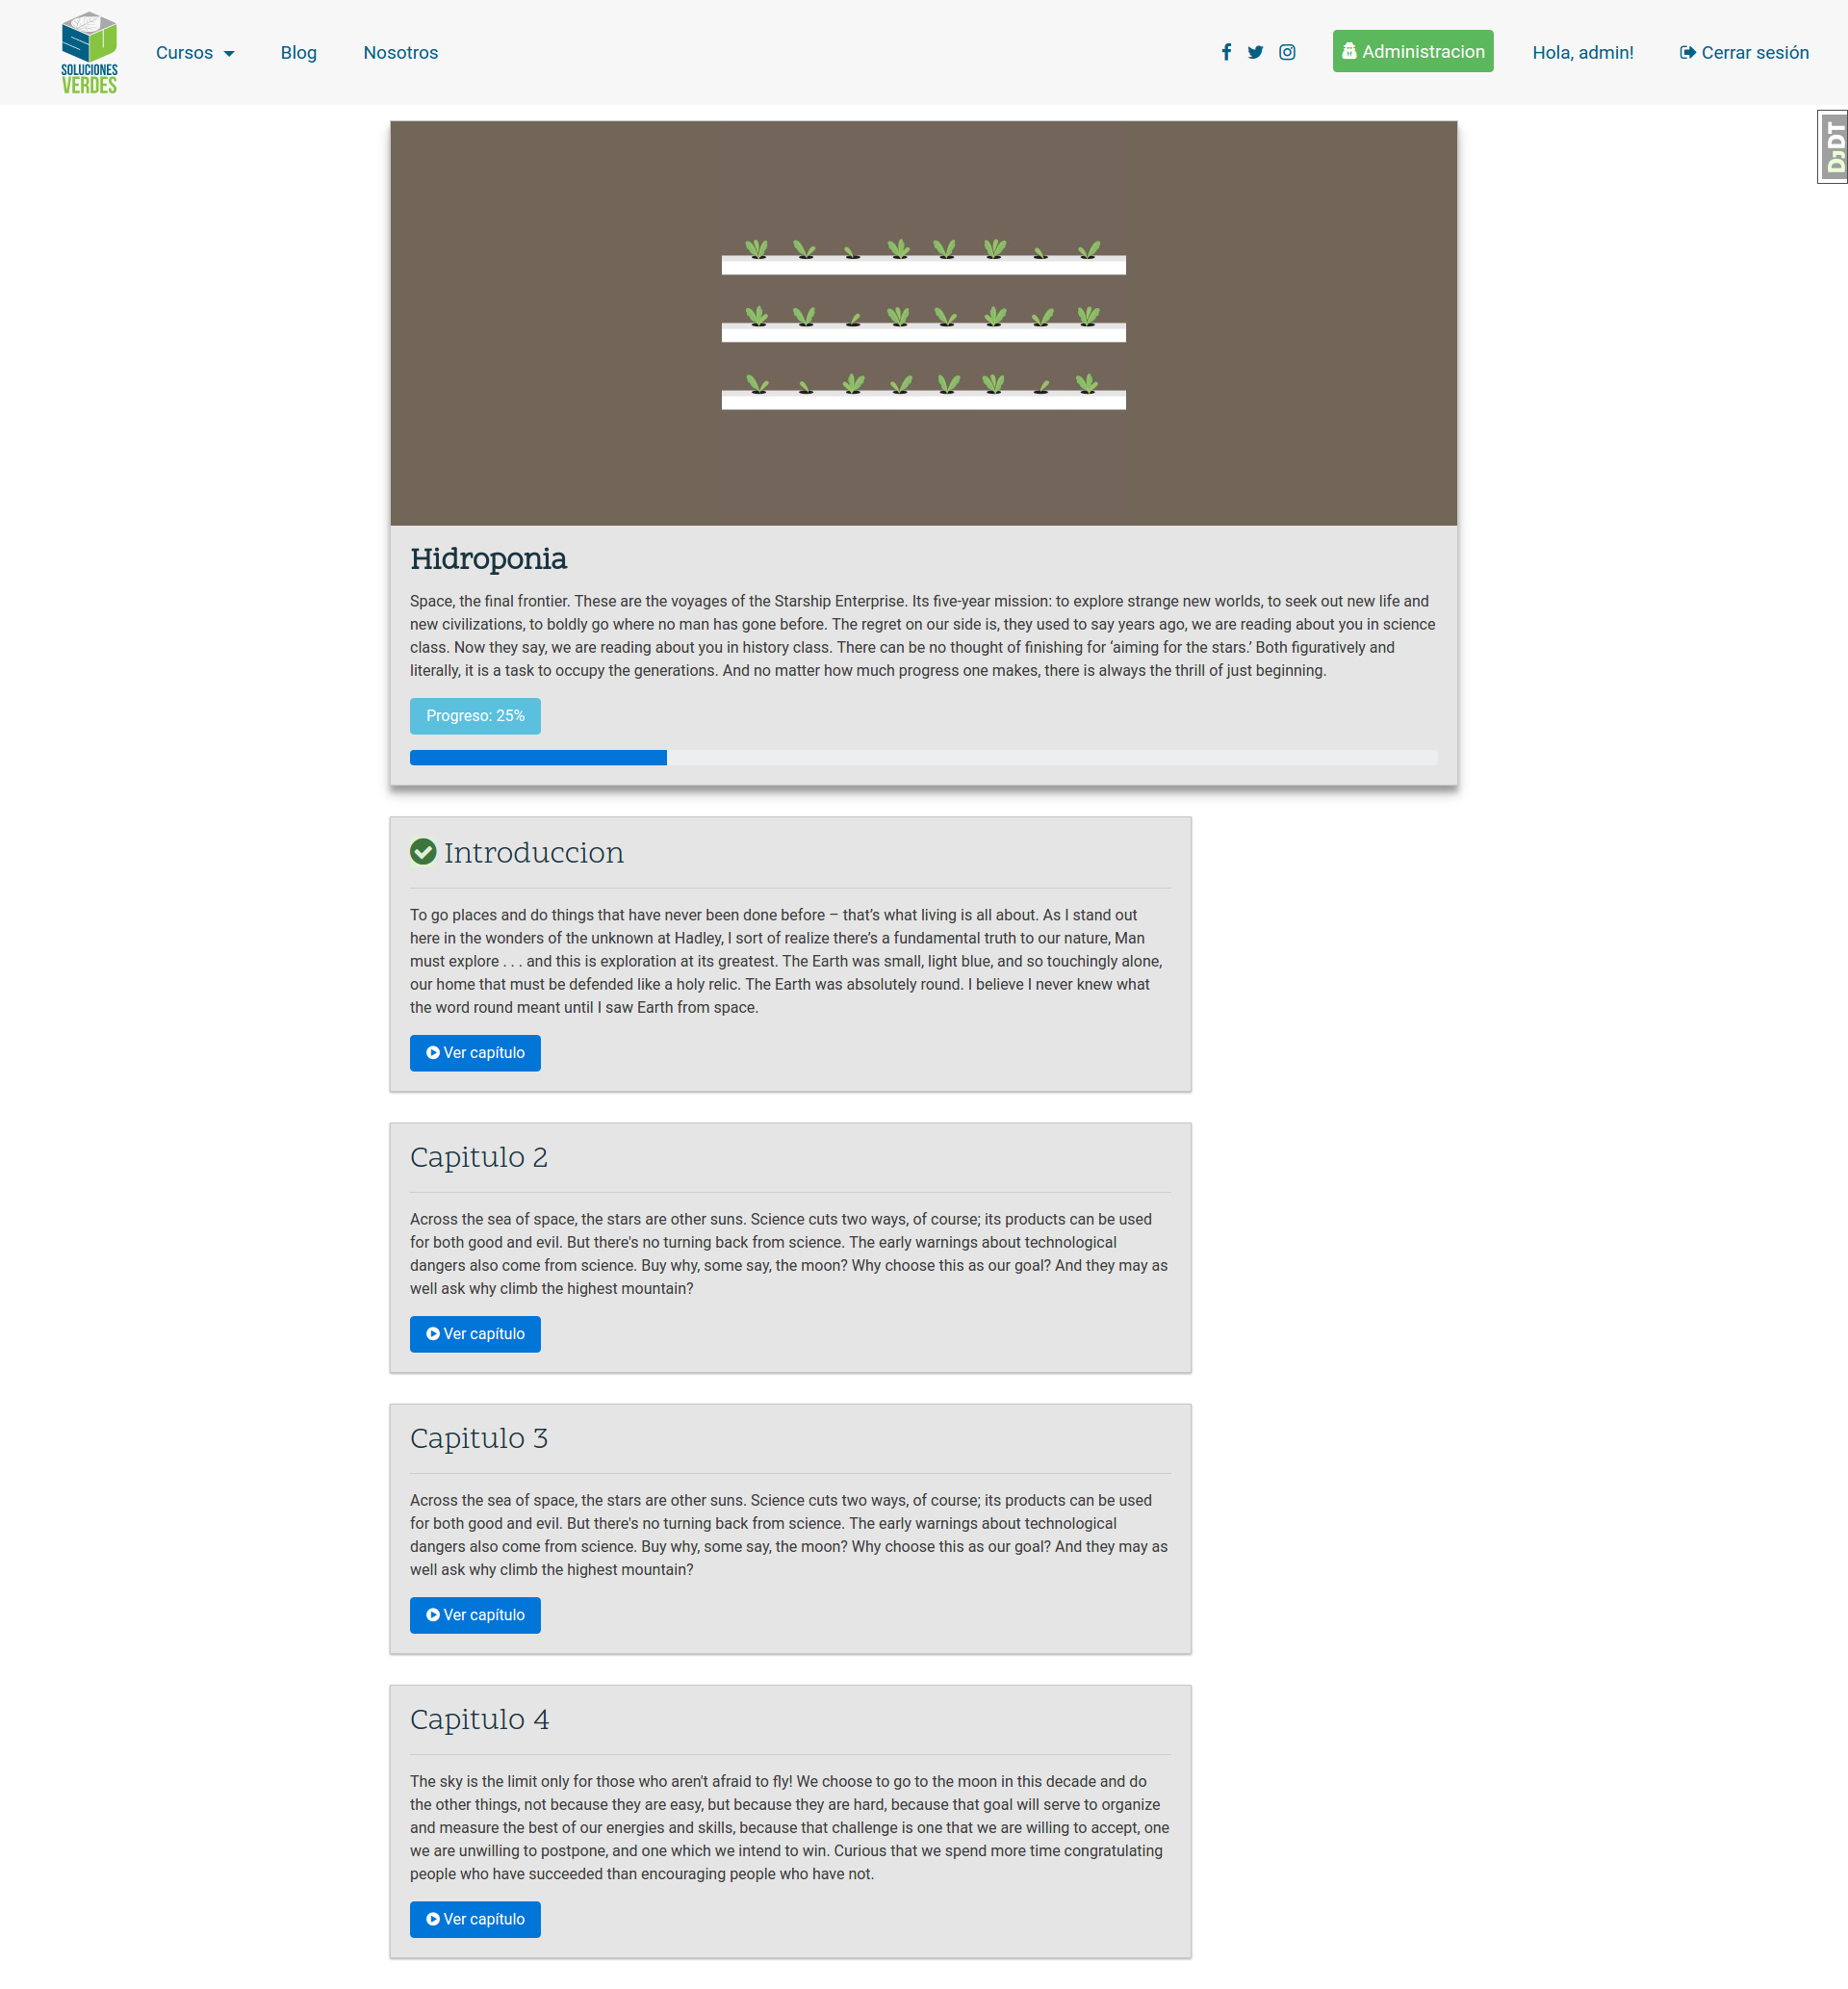 SOLUCIONES
VERDES
Cursos
Blog
Nosotros
Administracion
Hola, admin!
Cerrar sesión
DJDT
Hidroponia
Space, the final frontier. These are the voyages of the Starship Enterprise. Its five-year mission: to explore strange new worlds, to seek out new life and
new civilizations, to boldly go where no man has gone before. The regret on our side is, they used to say years ago, we are reading about you in science
class. Now they say, we are reading about you in history class. There can be no thought of finishing for ‘aiming for the stars.’ Both figuratively and
literally, it is a task to occupy the generations. And no matter how much progress one makes, there is always the thrill of just beginning.
Progreso: 25%
Introduccion
To go places and do things that have never been done before – that’s what living is all about. As I stand out
here in the wonders of the unknown at Hadley, I sort of realize there’s a fundamental truth to our nature, Man
must explore . . . and this is exploration at its greatest. The Earth was small, light blue, and so touchingly alone,
our home that must be defended like a holy relic. The Earth was absolutely round. I believe I never knew what
the word round meant until I saw Earth from space.
Ver capítulo
Capitulo 2
Across the sea of space, the stars are other suns. Science cuts two ways, of course; its products can be used
for both good and evil. But there's no turning back from science. The early warnings about technological
dangers also come from science. Buy why, some say, the moon? Why choose this as our goal? And they may as
well ask why climb the highest mountain?
Ver capítulo
Capitulo 3
Across the sea of space, the stars are other suns. Science cuts two ways, of course; its products can be used
for both good and evil. But there's no turning back from science. The early warnings about technological
dangers also come from science. Buy why, some say, the moon? Why choose this as our goal? And they may as
well ask why climb the highest mountain?
Ver capítulo
Capitulo 4
The sky is the limit only for those who aren't afraid to fly! We choose to go to the moon in this decade and do
the other things, not because they are easy, but because they are hard, because that goal will serve to organize
and measure the best of our energies and skills, because that challenge is one that we are willing to accept, one
we are unwilling to postpone, and one which we intend to win. Curious that we spend more time congratulating
people who have succeeded than encouraging people who have not.
Ver capítulo